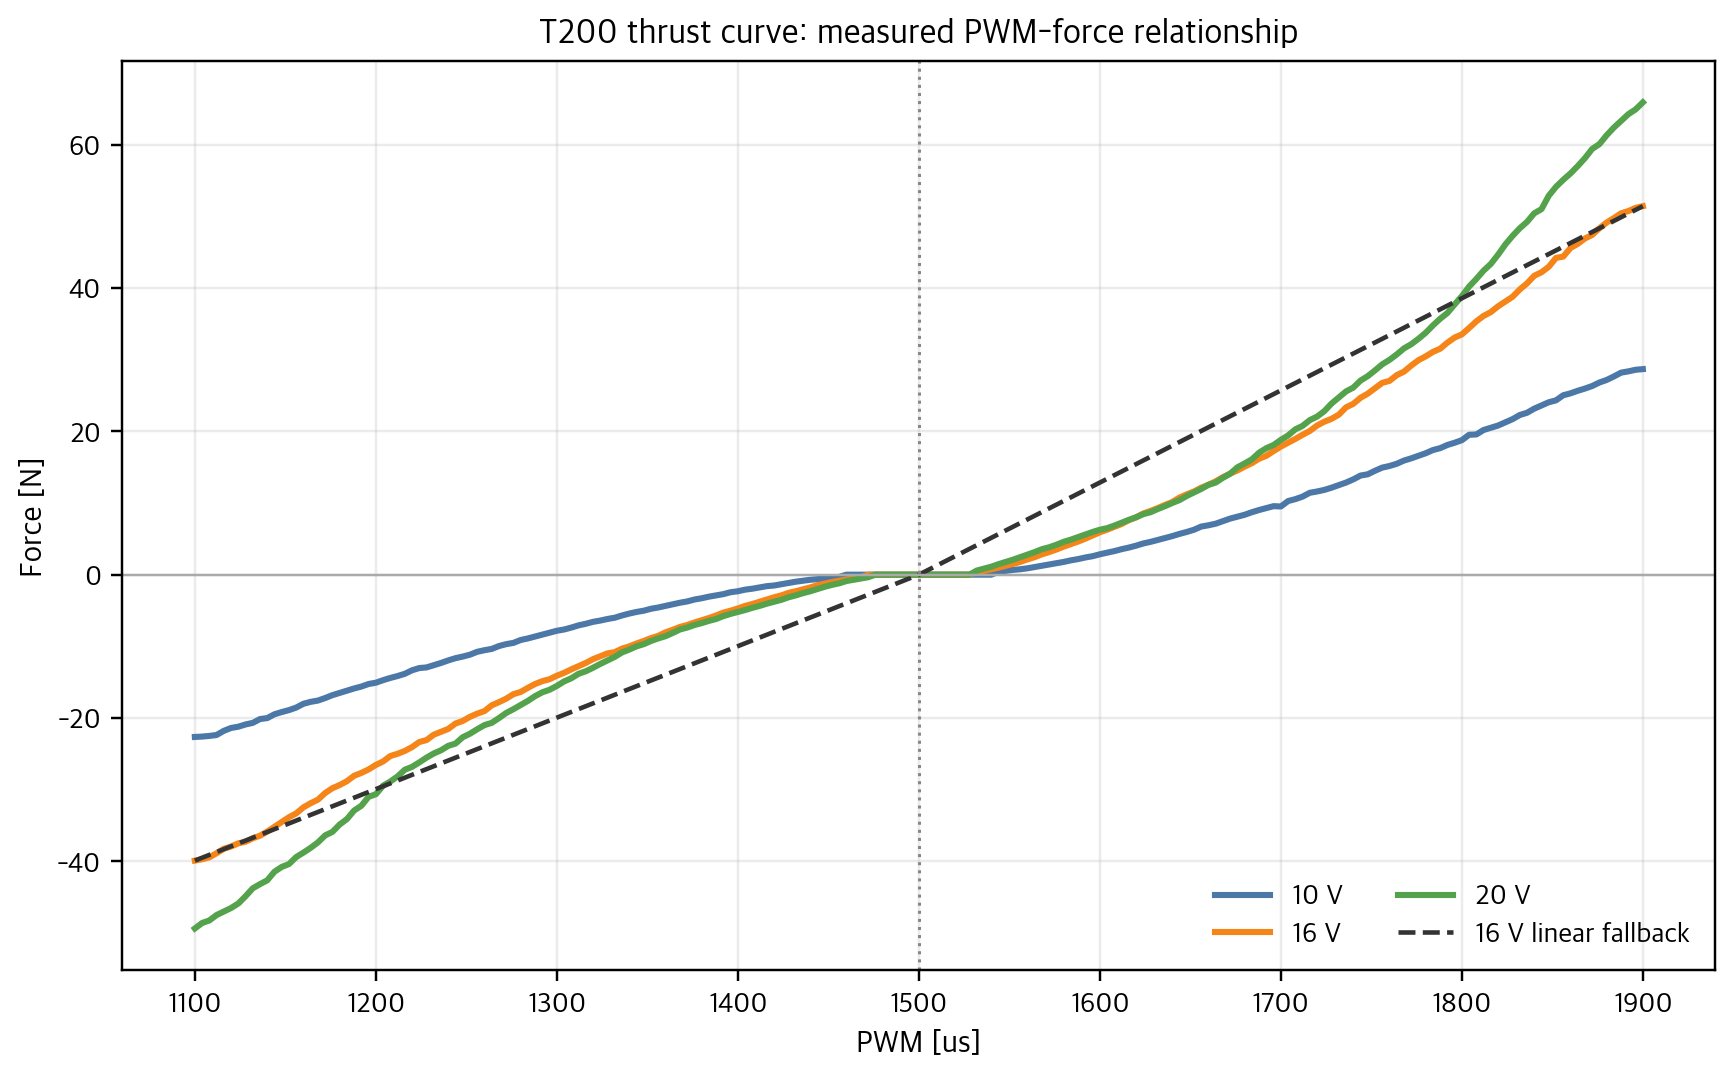 T200 thrust curve: measured PWM-force relationship
Force [N]
60
40
20
0
-20
-40
1100 1200 1300 1400 1500 1600 1700 1800 1900
PWM [us]
10 V
16 V
20 V
16 V linear fallback